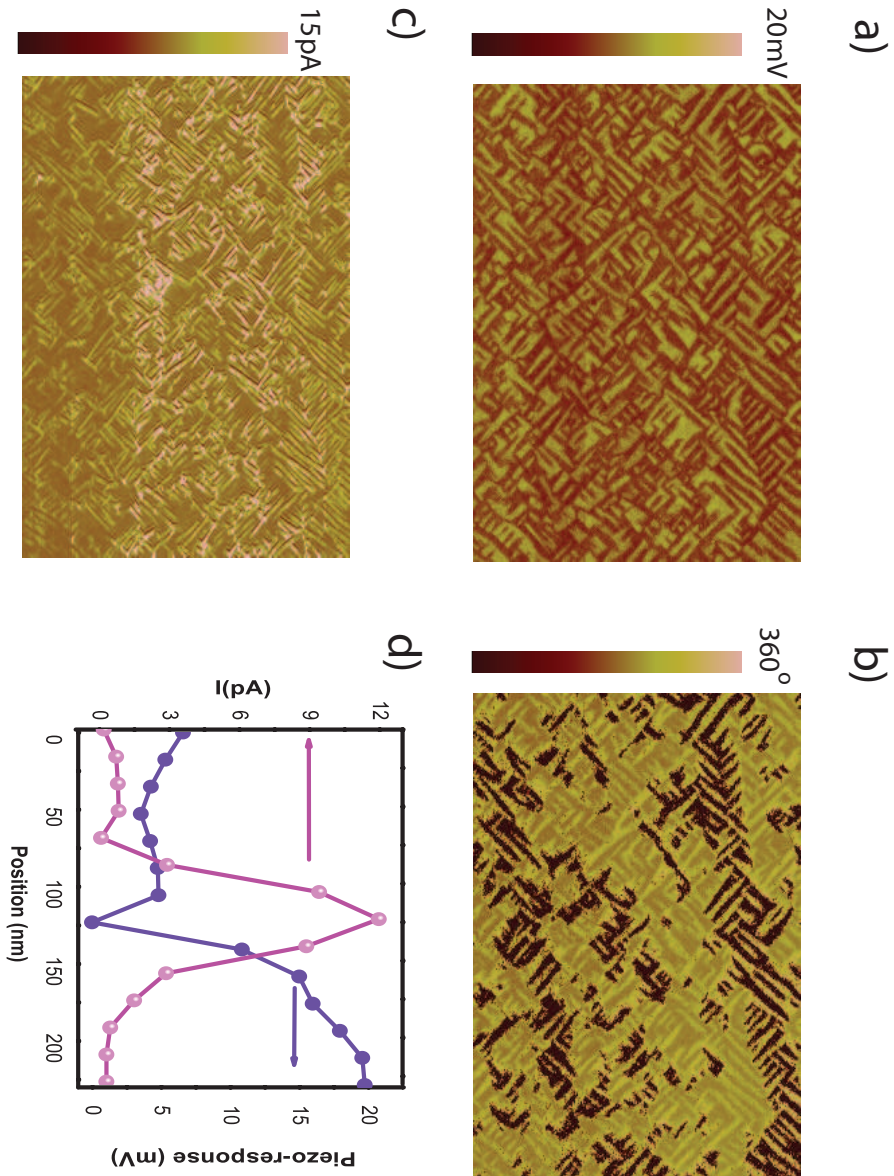 a)
20mV
b)
360°
c)
15pA
d)
I(pA)
0 3 6 9 12
0 50 100 150 200
Position (nm)
0 5 10 15 20
Piezo-response (mV)